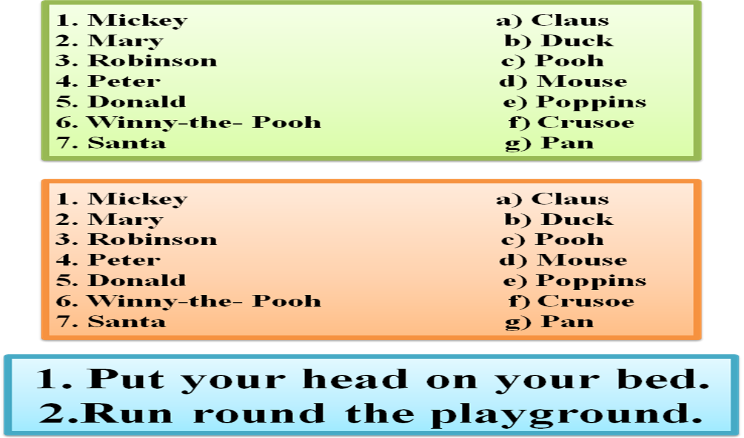 1. Mickey a) Claus
2. Mary b) Duck
3. Robinson c) Pooh
4. Peter d) Mouse
5. Donald e) Poppins
6. Winny-the- Pooh f) Crusoe
7. Santa g) Pan
1. Mickey a) Claus
2. Mary b) Duck
3. Robinson c) Pooh
4. Peter d) Mouse
5. Donald e) Poppins
6. Winny-the- Pooh f) Crusoe
7. Santa g) Pan
1. Put your head on your bed.
2.Run round the playground.